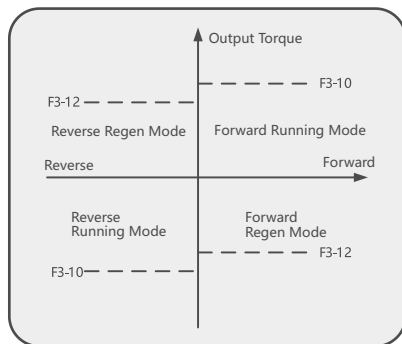 Output Torque
F3-10
F3-12
Reverse Regen Mode
Forward Running Mode
Reverse
Forward
Reverse
Running Mode
Forward
Regen Mode
F3-12
F3-10